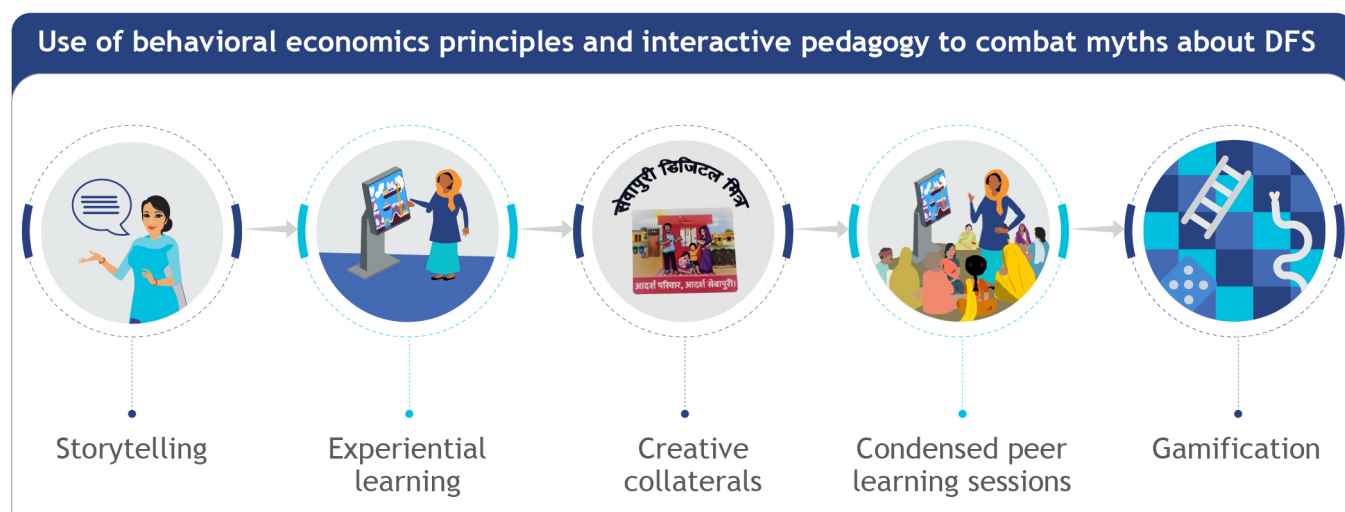 Use of behavioral economics principles and interactive pedagogy to combat myths about DFS
सेवापुरी डिजिटल मित्र
आदर्श परिवार, आदर्श सेवापुरी।
Storytelling
Experiential
learning
Creative
collaterals
Condensed peer
learning sessions
Gamification